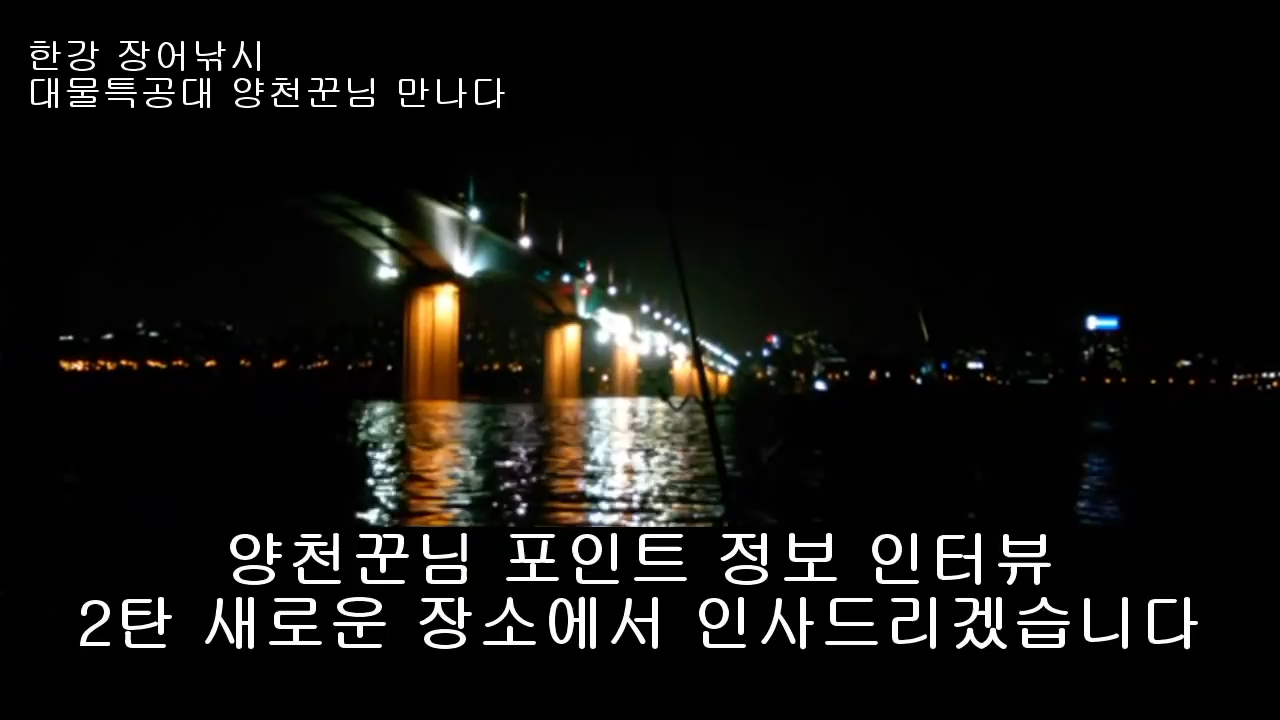 한강 장어낚시
대물특공대 양천꾼님 만나다
양천꾼님 포인트 정보 인터뷰
2탄 새로운 장소에서 인사드리겠습니다